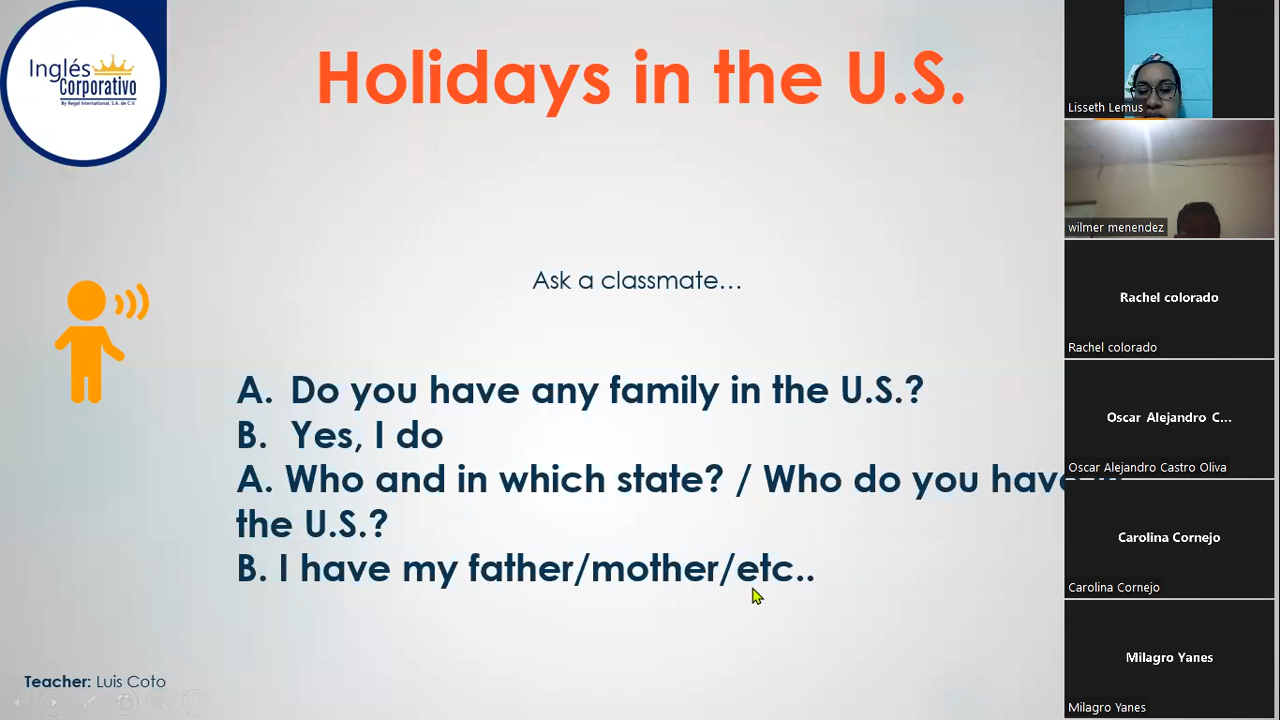 Inglés
Corporativo
By Regal International, S.A. de C.V.
Holidays in the U.S.
Ask a classmate...
A. Do you have any family in the U.S.?
B. Yes, I do
A. Who and in which state? / Who do you have in
the U.S.?
B. I have my father/mother/etc..
Teacher: Luis Coto
Lisseth Lemus
wilmer menendez
Rachel colorado
Rachel colorado
Oscar Alejandro C...
Oscar Alejandro Castro Oliva
Carolina Cornejo
Carolina Cornejo
Milagro Yanes
Milagro Yanes